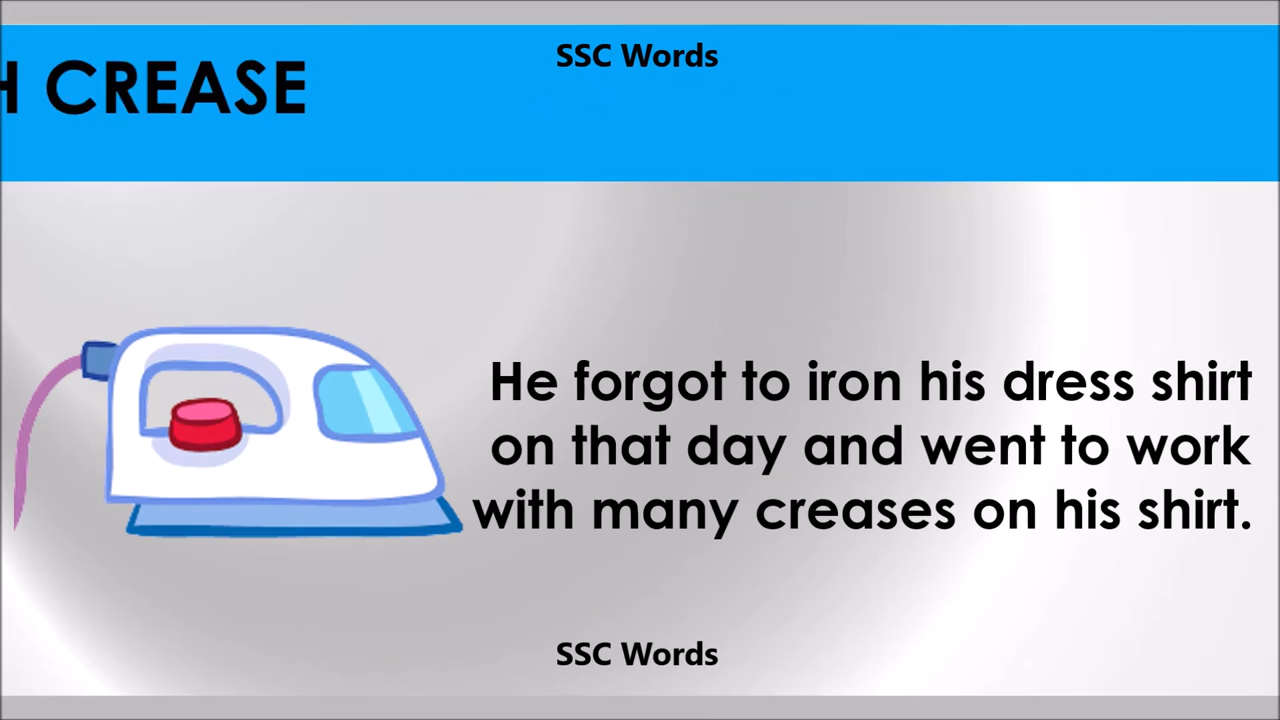 SSC Words
CREASE
He forgot to iron his dress shirt
on that day and went to work
with many creases on his shirt.
SSC Words